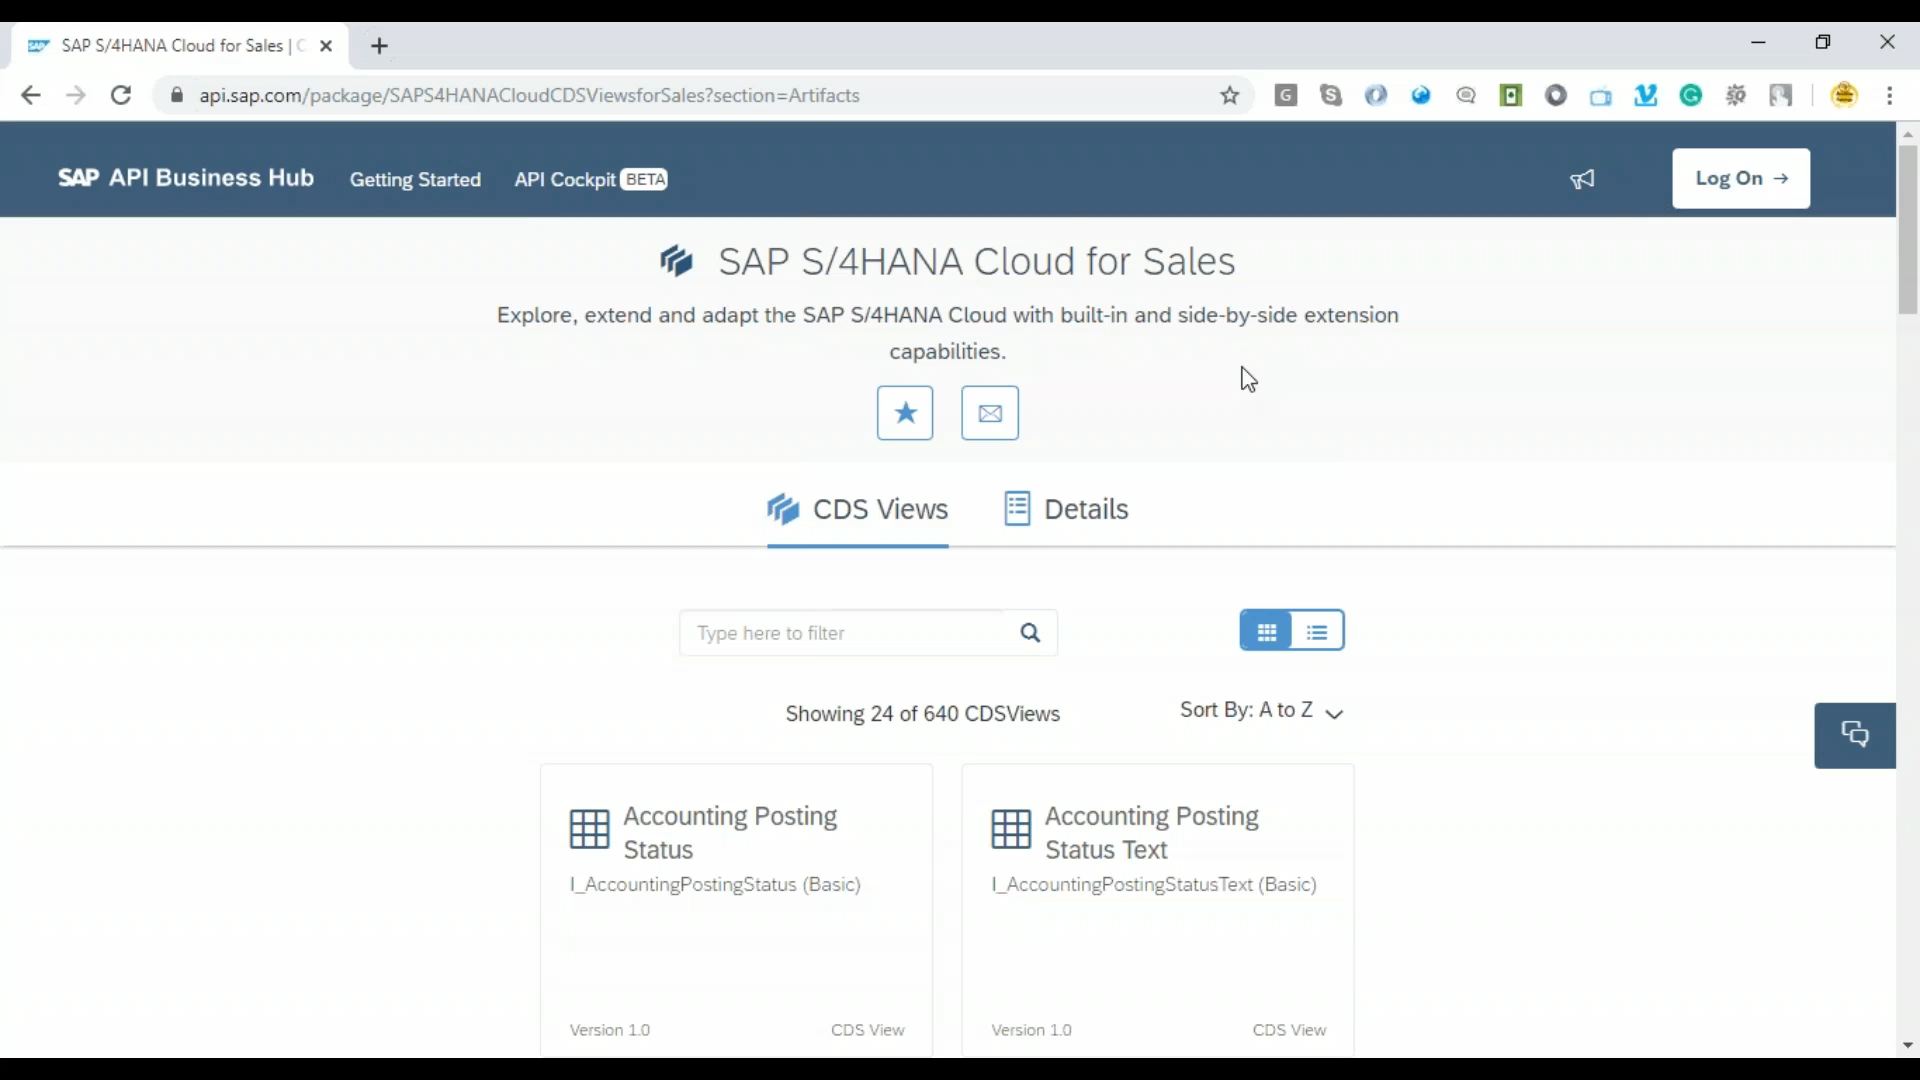 SAP S/4HANA Cloud for Sales | C
api.sap.com/package/SAPS4HANACloudCDSViewsforSales?section=Artifacts
SAP API Business Hub
Getting Started
API Cockpit BETA
Log On →
SAP S/4HANA Cloud for Sales
Explore, extend and adapt the SAP S/4HANA Cloud with built-in and side-by-side extension
capabilities.
CDS Views
Details
Type here to filter
Showing 24 of 640 CDSViews
Sort By: A to Z
Accounting Posting
Status
I_AccountingPostingStatus (Basic)
Version 1.0
CDS View
Accounting Posting
Status Text
I_AccountingPostingStatusText (Basic)
Version 1.0
CDS View